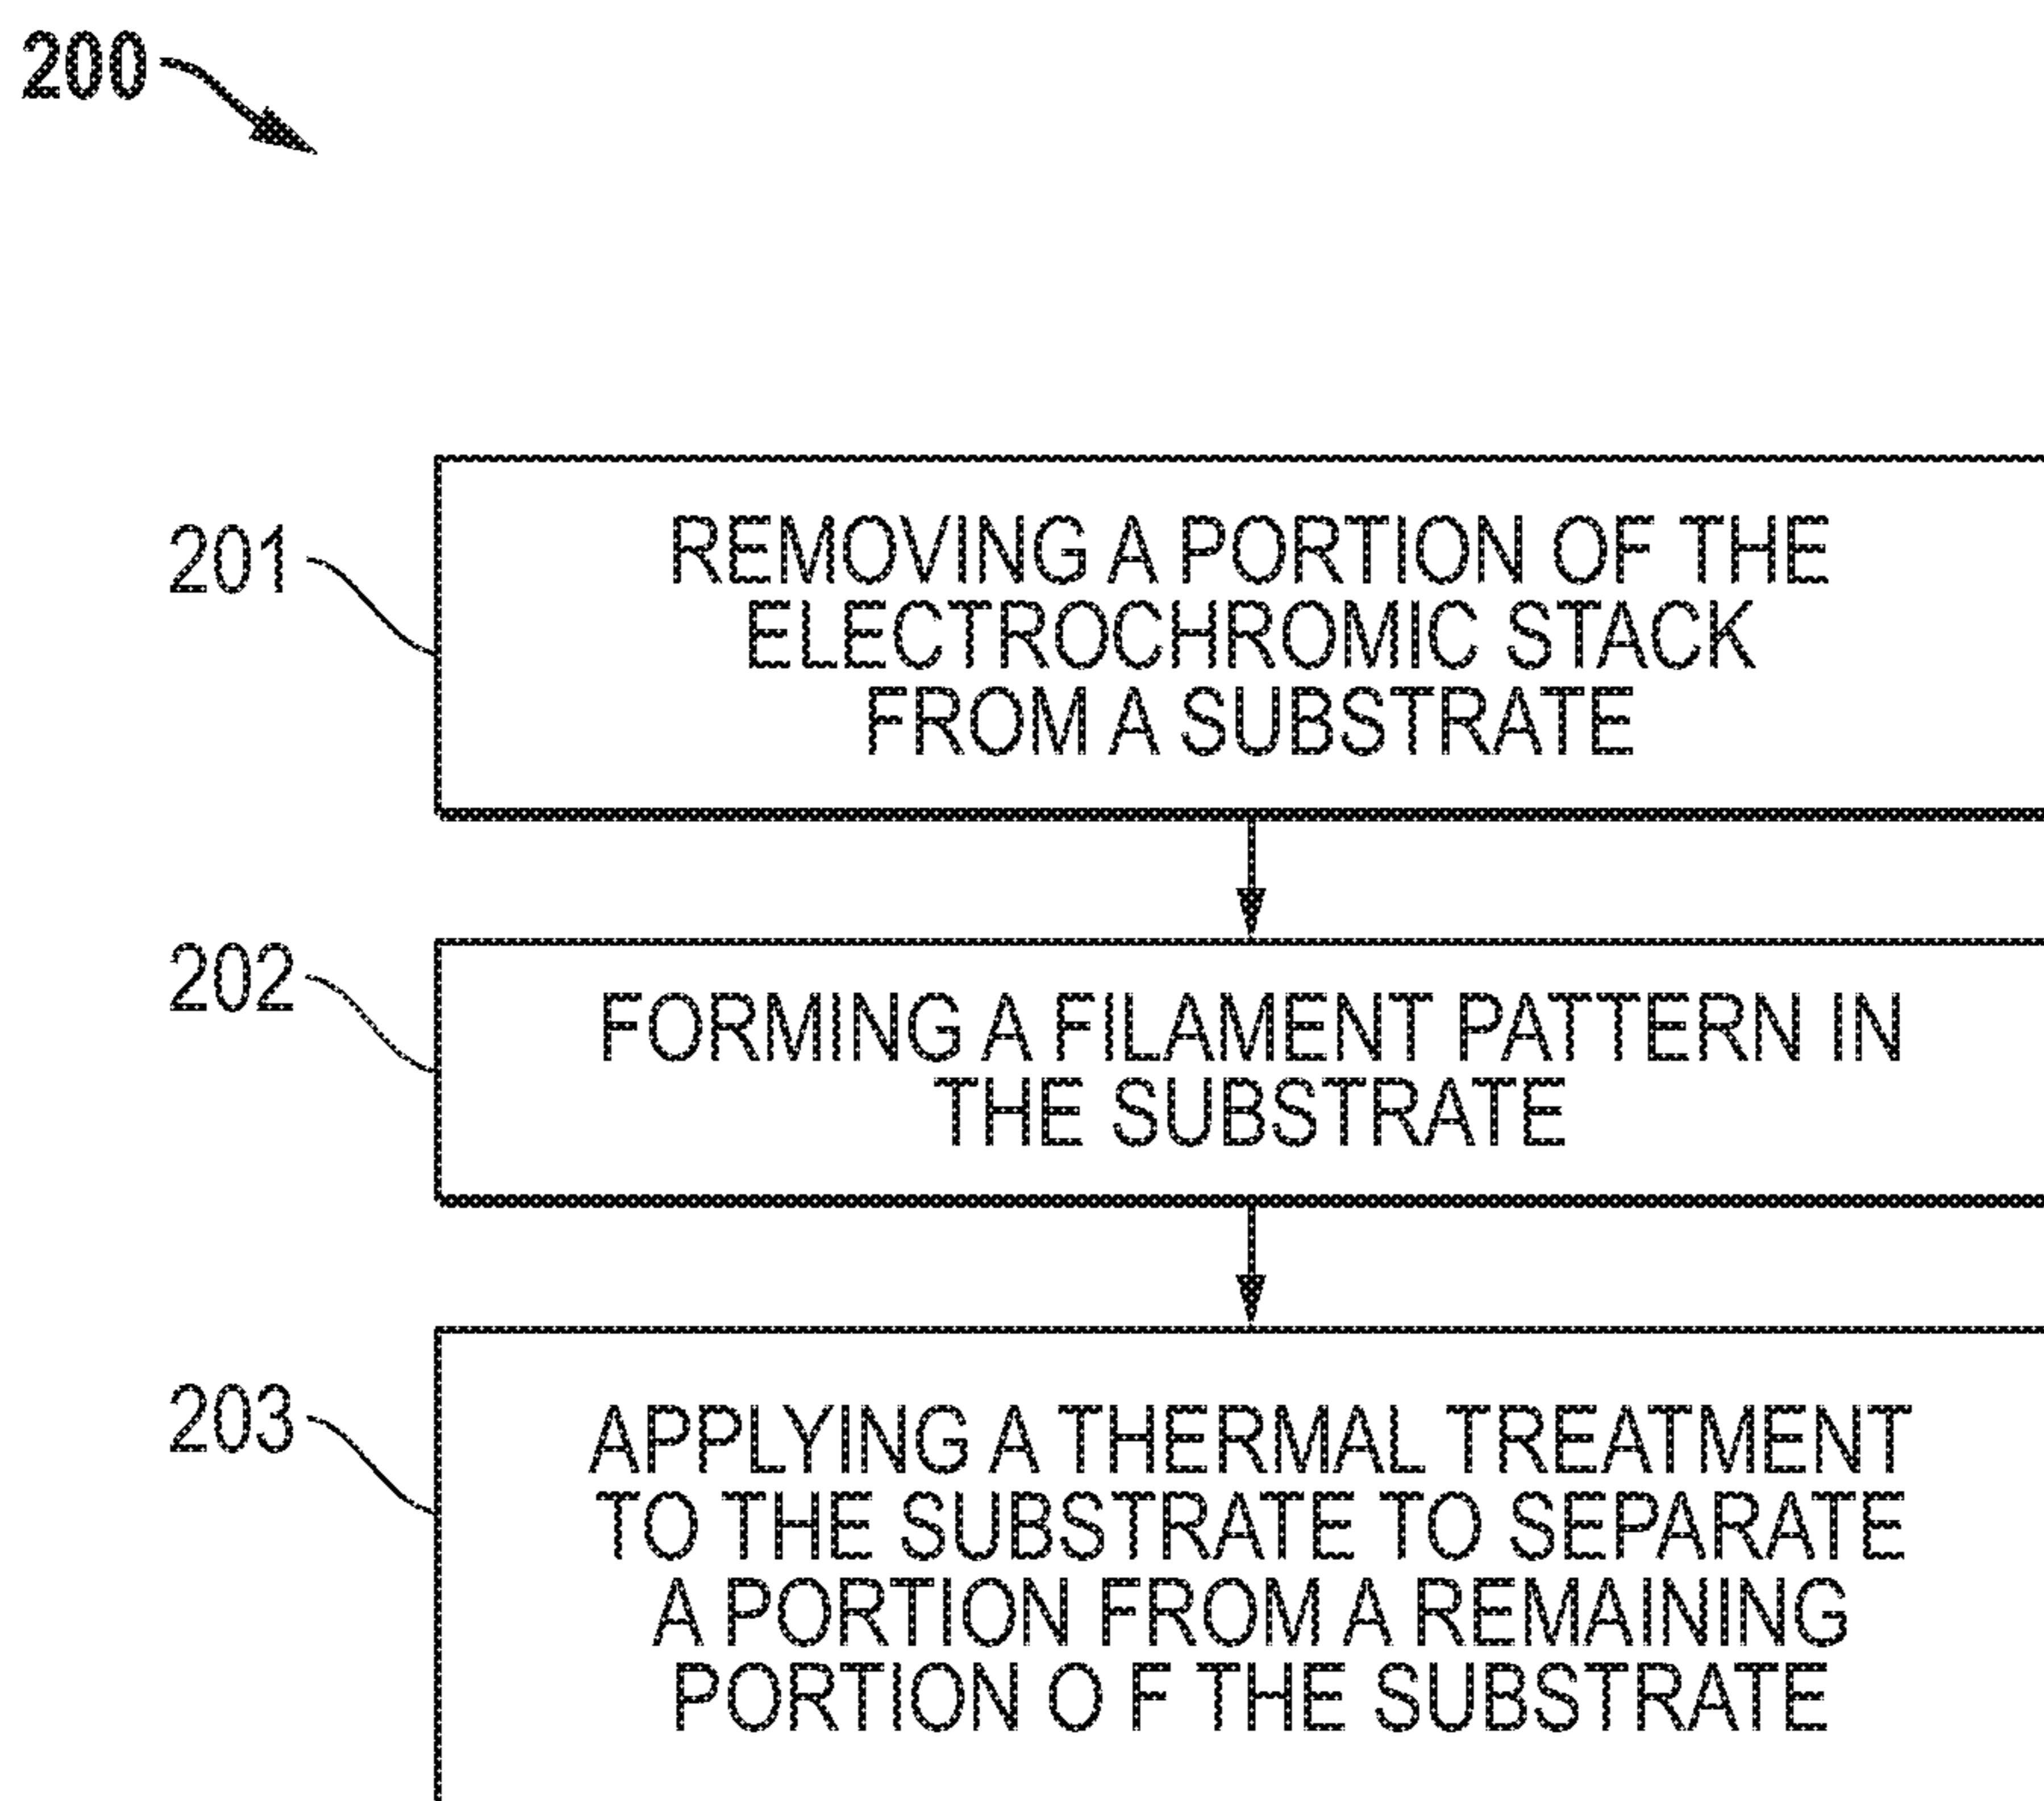 200
201
REMOVING A PORTION OF THE
ELECTROCHROMIC STACK
FROM A SUBSTRATE
202
FORMING A FILAMENT PATTERN IN
THE SUBSTRATE
203
APPLYING A THERMAL TREATMENT
TO THE SUBSTRATE TO SEPARATE
A PORTION FROM A REMAINING
PORTION O F THE SUBSTRATE